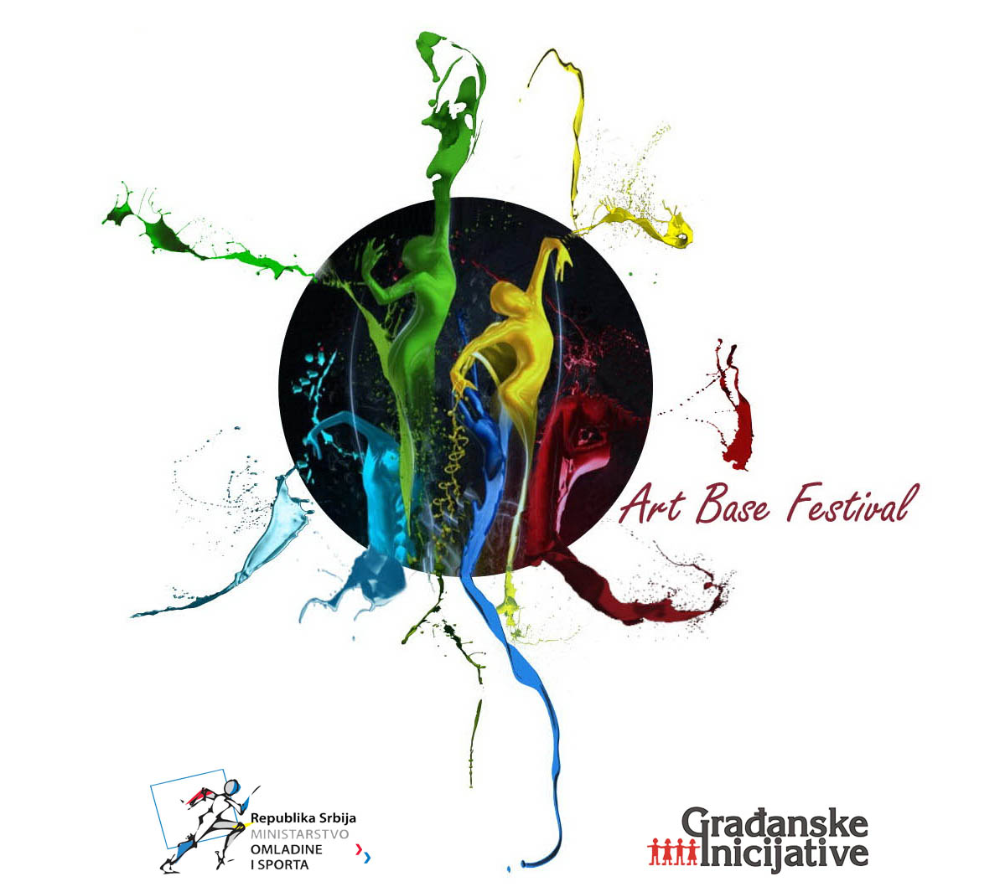 Art Base Festival
Republika Srbija
MINISTARSTVO
OMLADINE
I SPORTA
Građanske
Inicijative